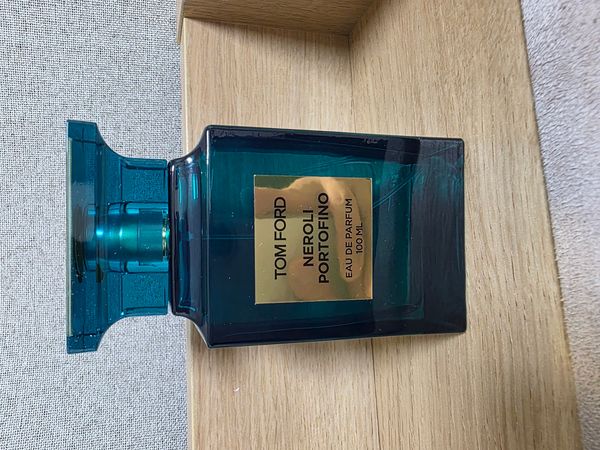 TOM FORD
NEROLI
PORTOFINO
EAU DE PARFUM
100 ML